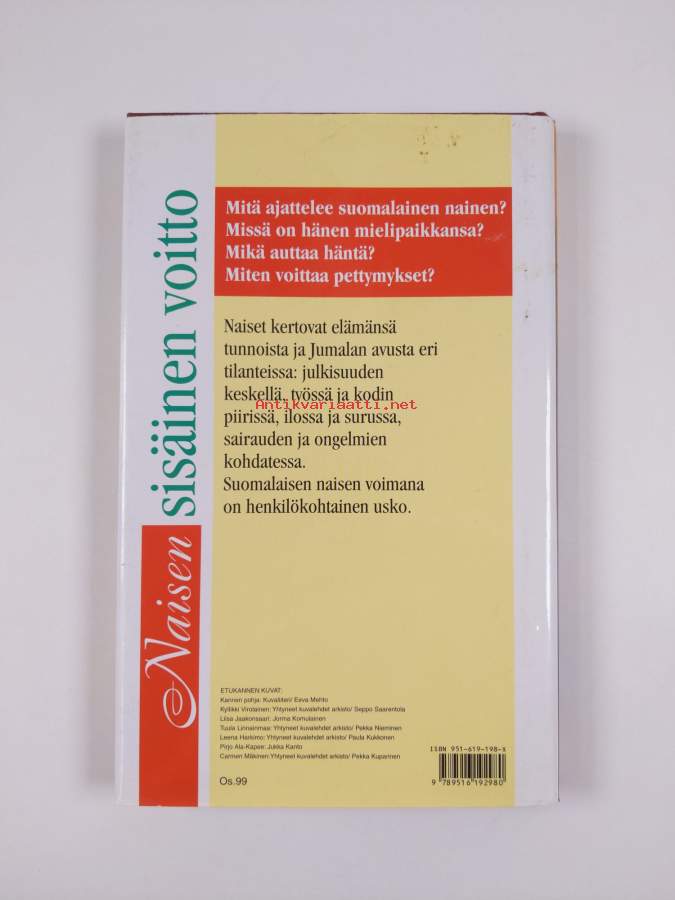 Naisen sisäinen voitto
Mitä ajattelee suomalainen nainen?
Missä on hänen mielipaikkansa?
Mikä auttaa häntä?
Miten voittaa pettymykset?
Naiset kertovat elämänsä
tunnoista ja Jumalan avusta eri
tilanteissa: julkisuuden
keskellä, työssä ja kodin
Antikvariaatti.net
piirissä, ilossa ja surussa,
sairauden ja ongelmien
kohdatessa.
Suomalaisen naisen voimana
on henkilökohtainen usko.
ETUKANNEN KUVAT:
Kannen pohja: Kuvaliiteri/ Eeva Mehto
Kyllikki Virolainen: Yhtyneet kuvalehdet arkisto/ Seppo Saarentola
Liisa Jaakonsaari: Jorma Komulainen
Tuula Linnainmaa: Yhtyneet kuvalehdet arkisto/ Pekka Nieminen
Leena Harkimo: Yhtyneet kuvalehdet arkisto/ Paula Kukkonen
Pirjo Ala-Kapee: Jukka Kanto
Carmen Mäkinen: Yhtyneet kuvalehdet arkisto/ Pekka Kuparinen
Os.99
ISBN 951-619-198-x
9 789516 192980